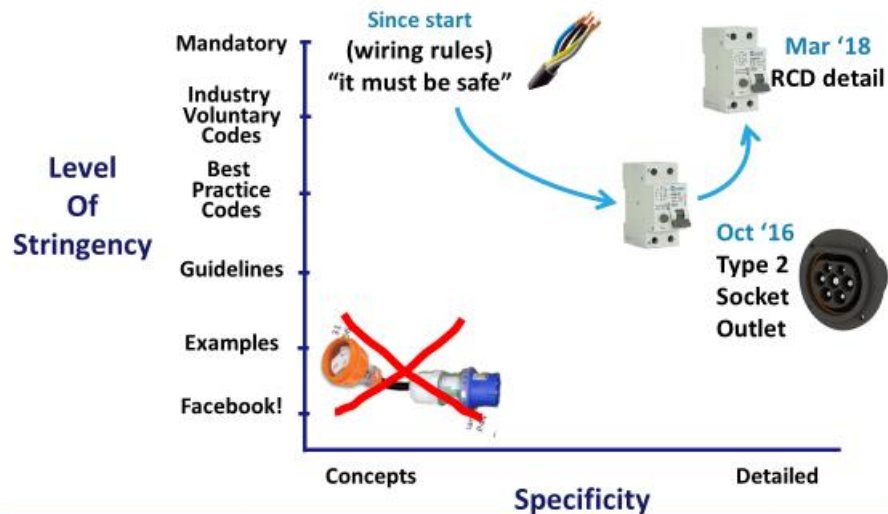 Since start
(wiring rules)
“it must be safe”
Mar ‘18
RCD detail
Mandatory
Industry
Voluntary
Codes
Best
Practice
Codes
Level
Of
Stringency
Guidelines
Oct ‘16
Type 2
Socket
Outlet
Examples
Facebook!
Concepts
Detailed
Specificity